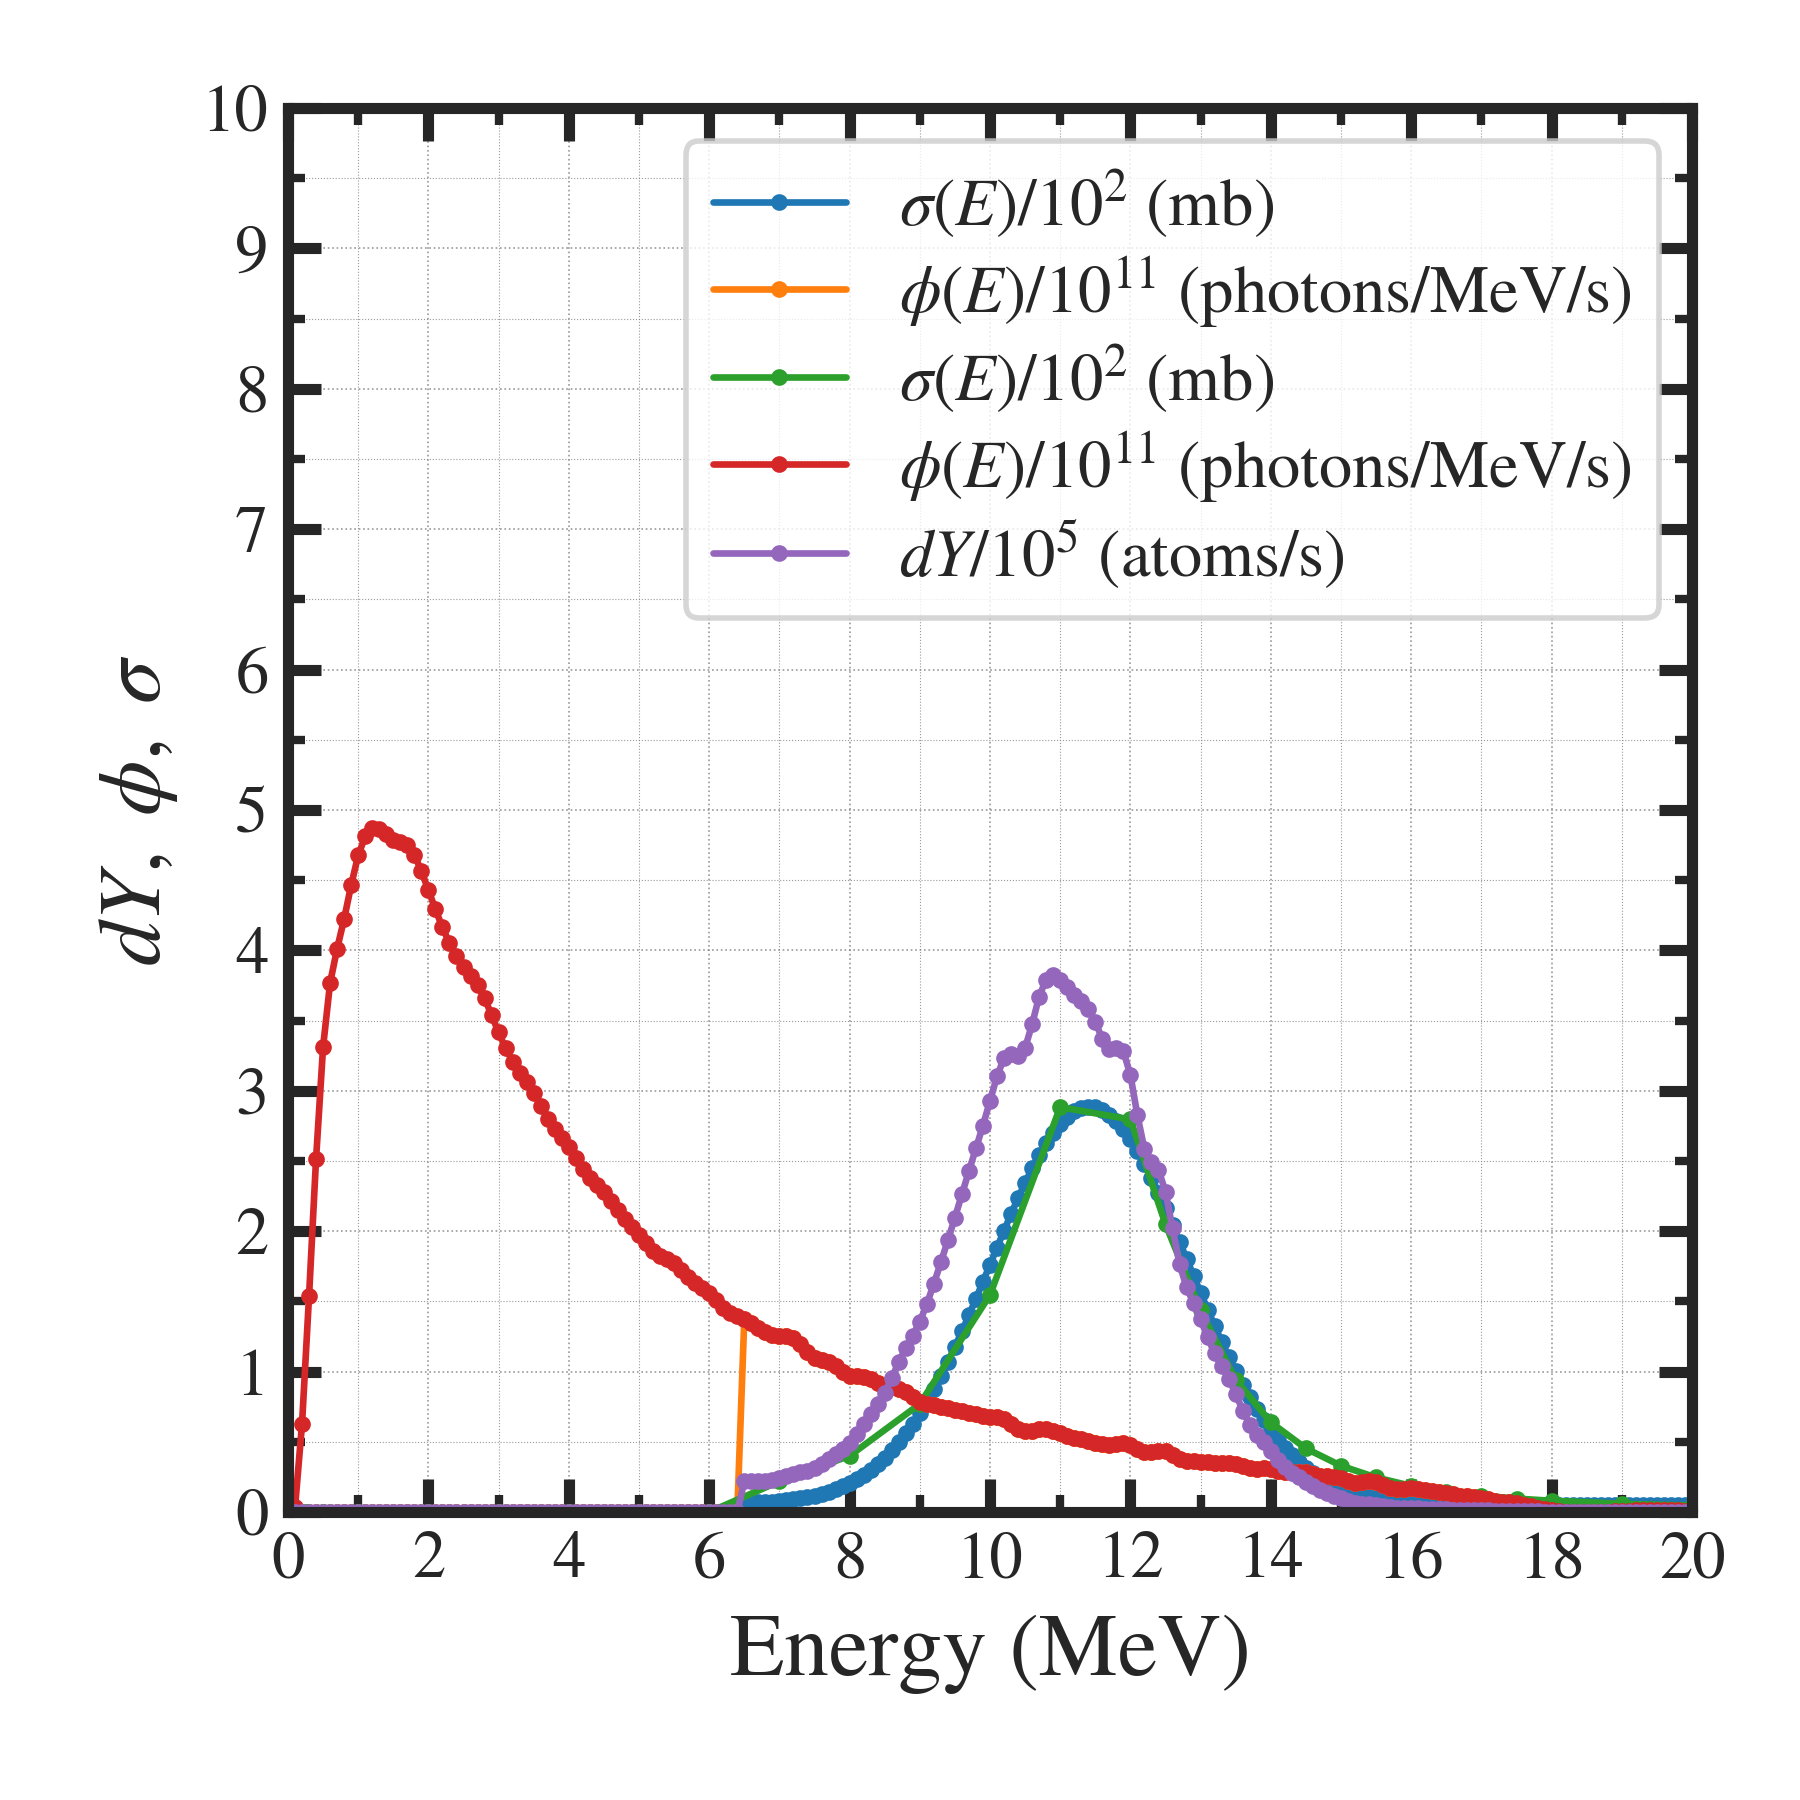 10
9
8
7
6
5
4
3
2
1
0
dY, ϕ, σ
σ(E)/10² (mb)
ϕ(E)/10¹¹ (photons/MeV/s)
σ(E)/10² (mb)
ϕ(E)/10¹¹ (photons/MeV/s)
dY/10⁵ (atoms/s)
0 2 4 6 8 10 12 14 16 18 20
Energy (MeV)